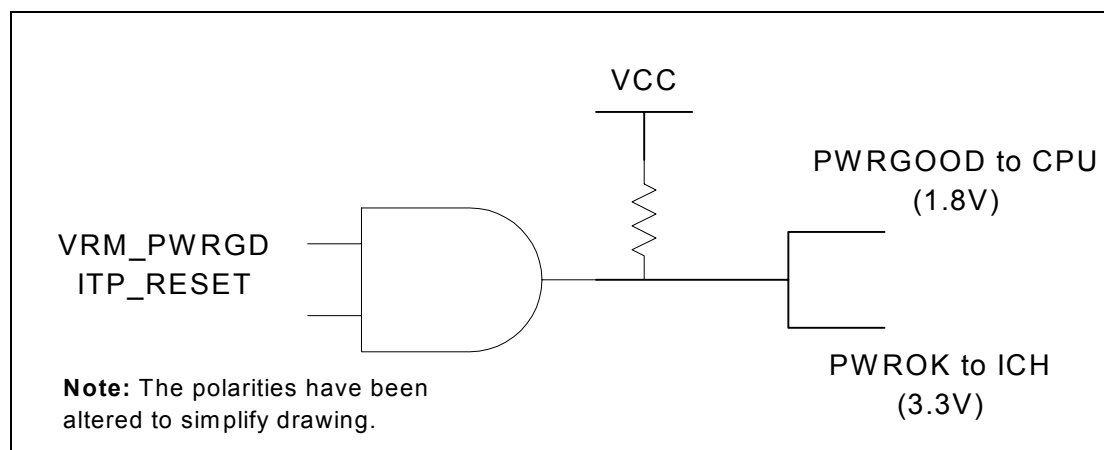 VCC
PWRGOOD to CPU
(1.8V)
VRM_PWRGD
ITP_RESET
PWROK to ICH
(3.3V)
Note: The polarities have been
altered to simplify drawing.